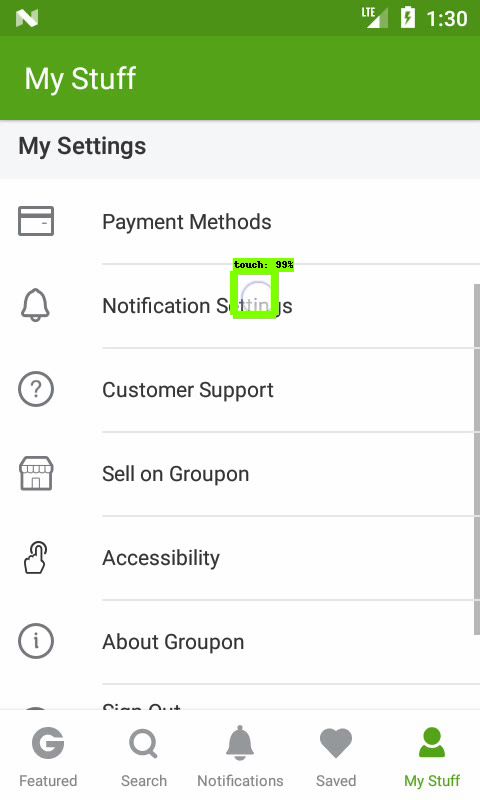 LTE 1:30
My Stuff
My Settings
Payment Methods
touch: 99%
Notification Settings
Customer Support
Sell on Groupon
Accessibility
About Groupon
Sign Out
Featured
Search
Notifications
Saved
My Stuff